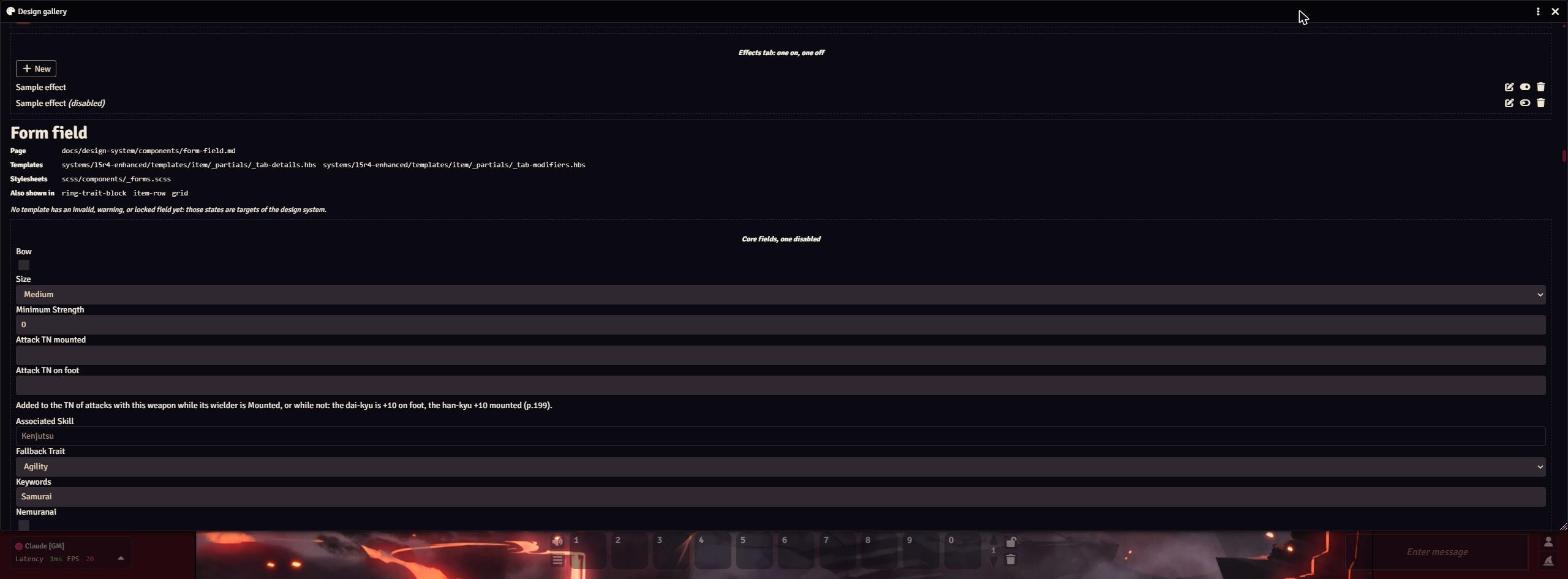 Design gallery
Effects tab: one on, one off
New
Sample effect
Sample effect (disabled)
Form field
Page docs/design-system/components/form-field.md
Templates systems/l5r4-enhanced/templates/item/_partials/_tab-details.hbs systems/l5r4-enhanced/templates/item/_partials/_tab-modifiers.hbs
Stylesheets scss/components/_forms.scss
Also shown in ring-trait-block item-row grid
No template has an invalid, warning, or locked field yet: those states are targets of the design system.
Core fields, one disabled
Bow
Size
Medium
Minimum Strength
0
Attack TN mounted
Attack TN on foot
Added to the TN of attacks with this weapon while its wielder is Mounted, or while not: the dai-kyu is +10 on foot, the han-kyu +10 mounted (p.199).
Associated Skill
Kenjutsu
Fallback Trait
Agility
Keywords
Samurai
Nemuranai
Claude [GM]
Latency 3ms FPS 20
1 2 3 4 5 6 7 8 9 0
1
Enter message